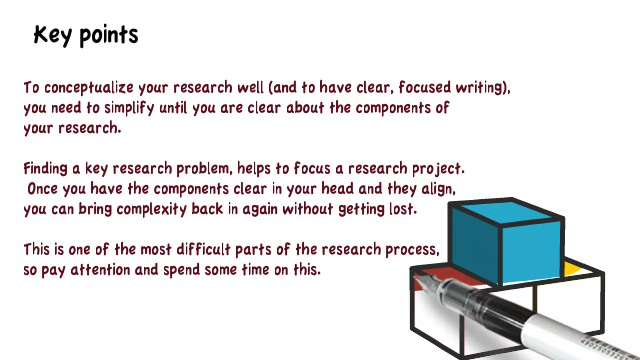 Key points
To conceptualize your research well (and to have clear, focused writing),
you need to simplify until you are clear about the components of
your research.
Finding a key research problem, helps to focus a research project.
Once you have the components clear in your head and they align,
you can bring complexity back in again without getting lost.
This is one of the most difficult parts of the research process,
so pay attention and spend some time on this.